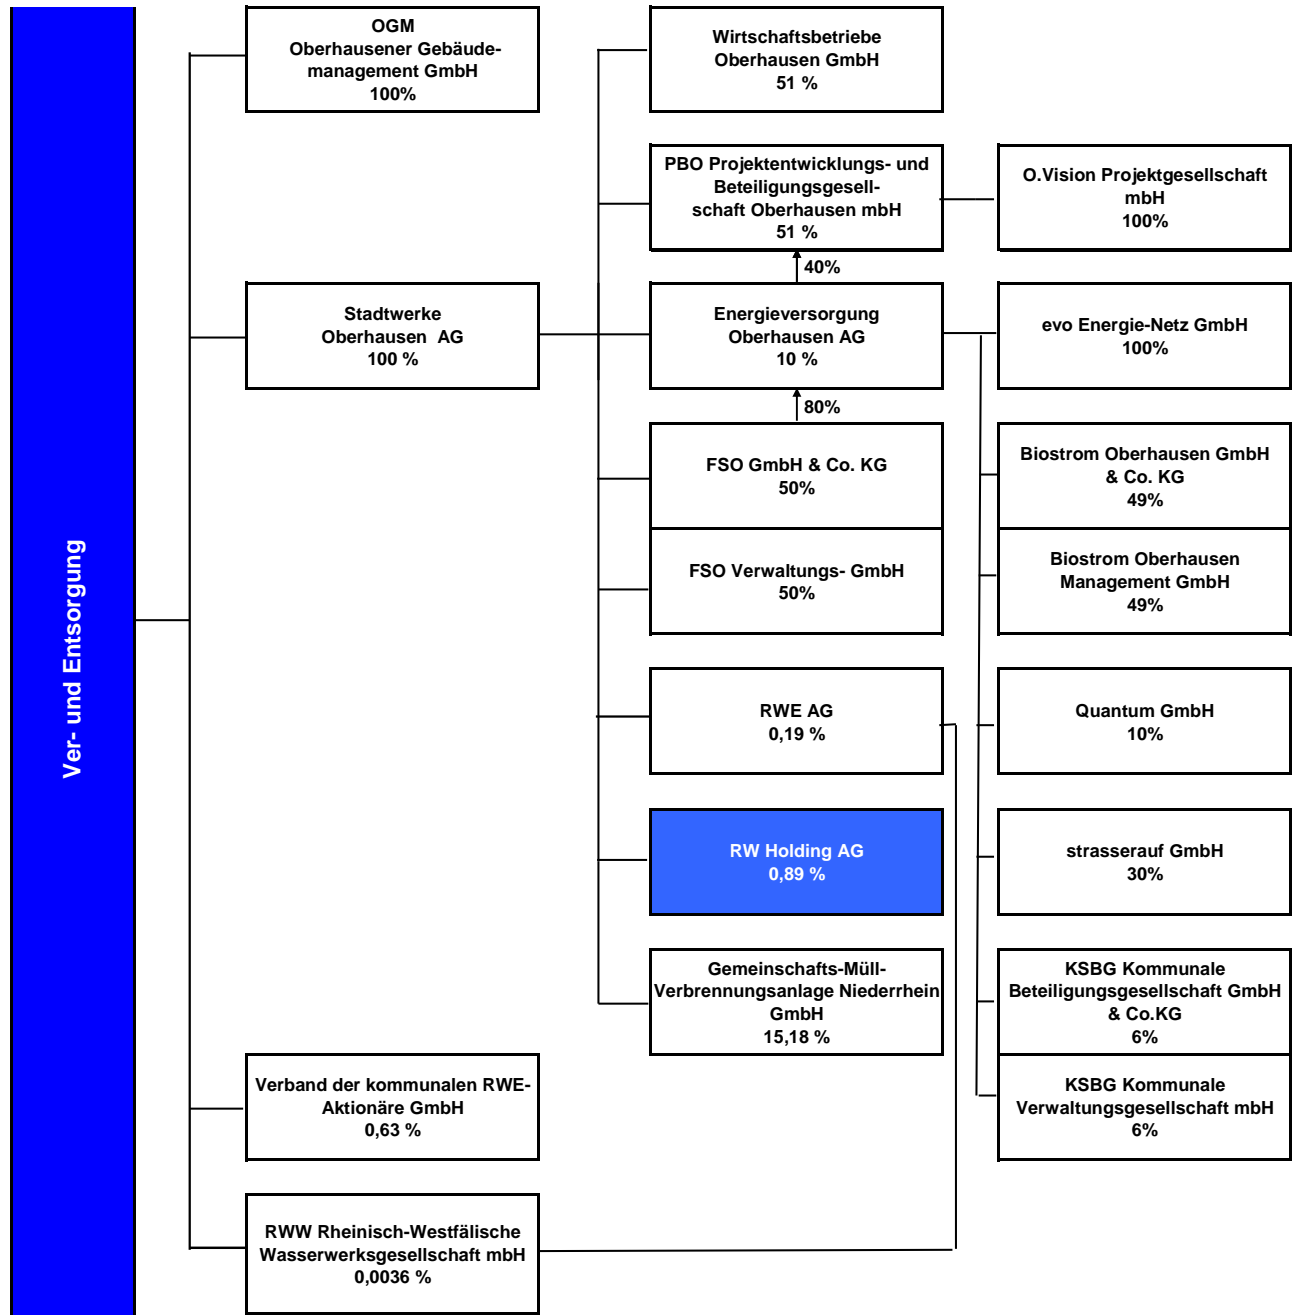 Ver- und Entsorgung
OGM
Oberhausener Gebäude-
management GmbH
100%
Stadtwerke
Oberhausen AG
100 %
Verband der kommunalen RWE-
Aktionäre GmbH
0,63 %
RWW Rheinisch-Westfälische
Wasserwerksgesellschaft mbH
0,0036 %
Wirtschaftsbetriebe
Oberhausen GmbH
51 %
PBO Projektentwicklungs- und
Beteiligungsgesell-
schaft Oberhausen mbH
51 %
40%
Energieversorgung
Oberhausen AG
10 %
80%
FSO GmbH & Co. KG
50%
FSO Verwaltungs- GmbH
50%
RWE AG
0,19 %
RW Holding AG
0,89 %
Gemeinschafts-Müll-
Verbrennungsanlage Niederrhein
GmbH
15,18 %
O.Vision Projektgesellschaft
mbH
100%
evo Energie-Netz GmbH
100%
Biostrom Oberhausen GmbH
& Co. KG
49%
Biostrom Oberhausen
Management GmbH
49%
Quantum GmbH
10%
strasserauf GmbH
30%
KSBG Kommunale
Beteiligungsgesellschaft GmbH
& Co.KG
6%
KSBG Kommunale
Verwaltungsgesellschaft mbH
6%